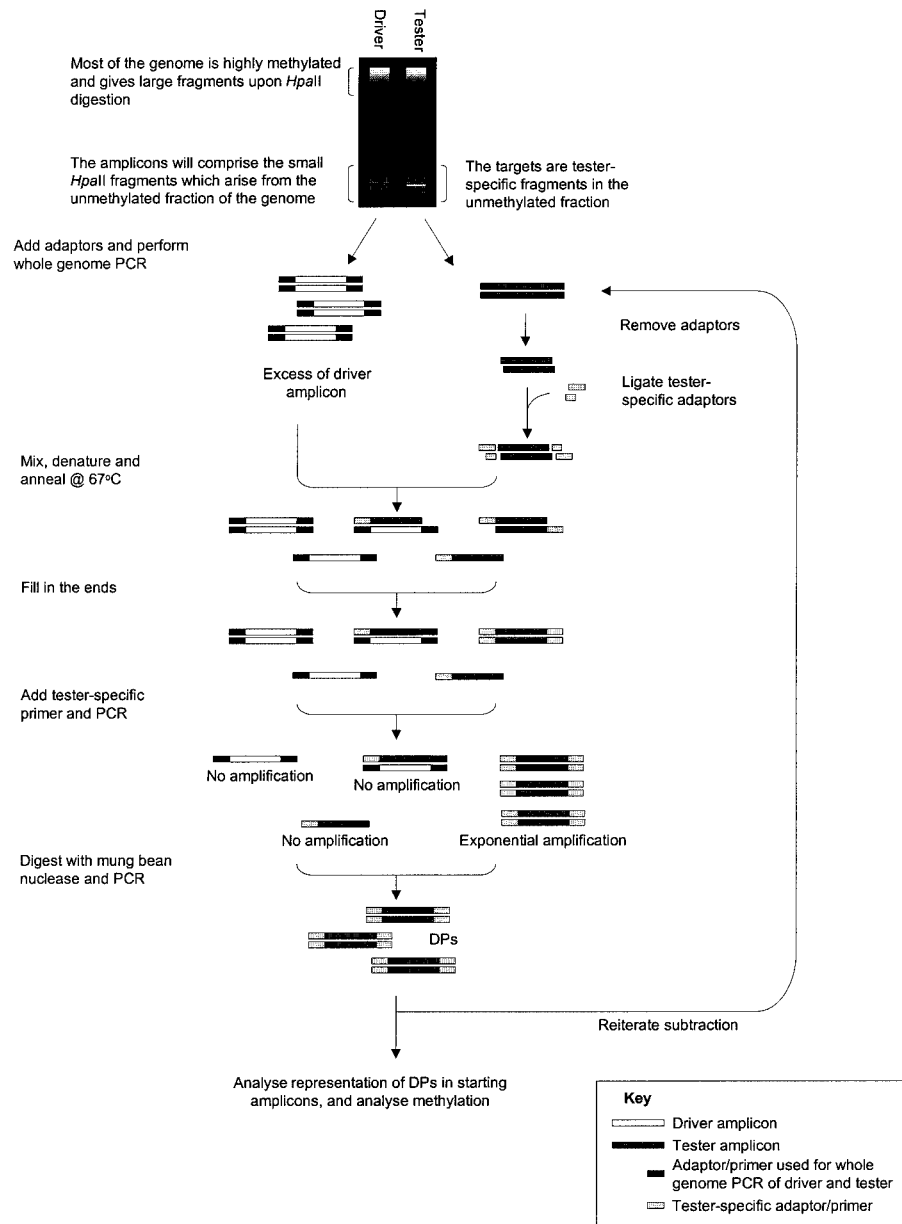 Driver
Tester
Most of the genome is highly methylated
and gives large fragments upon HpaII
digestion
The amplicons will comprise the small
HpaII fragments which arise from the
unmethylated fraction of the genome
The targets are tester-
specific fragments in the
unmethylated fraction
Add adaptors and perform
whole genome PCR
Remove adaptors
Excess of driver
amplicon
Ligate tester-
specific adaptors
Mix, denature and
anneal @ 67ºC
Fill in the ends
Add tester-specific
primer and PCR
No amplification
No amplification
No amplification
Exponential amplification
Digest with mung bean
nuclease and PCR
DPs
Reiterate subtraction
Analyse representation of DPs in starting
amplicons, and analyse methylation
Key
Driver amplicon
Tester amplicon
Adaptor/primer used for whole
genome PCR of driver and tester
Tester-specific adaptor/primer